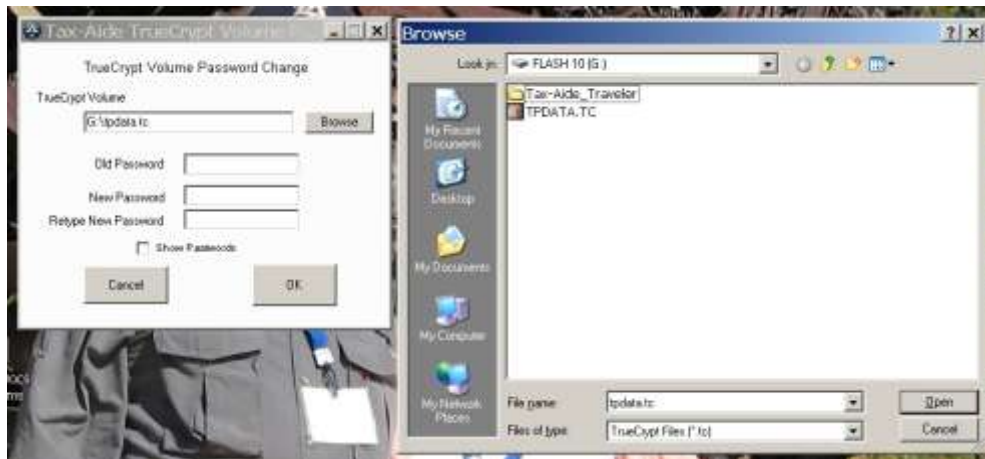 Tax-Aide TrueCrypt Volume
TrueCrypt Volume Password Change
TrueCrypt Volume
G:\tpdata.tc
Browse
Old Password
New Password
Retype New Password
Show Passwords
Cancel
OK
Browse
Look in:
FLASH 10 (G:)
Tax-Aide_Traveler
TPDATA.TC
My Recent
Documents
Desktop
My Documents
My Computer
My Network
Places
File name:
tpdata.tc
Open
Files of type:
TrueCrypt Files (*.tc)
Cancel